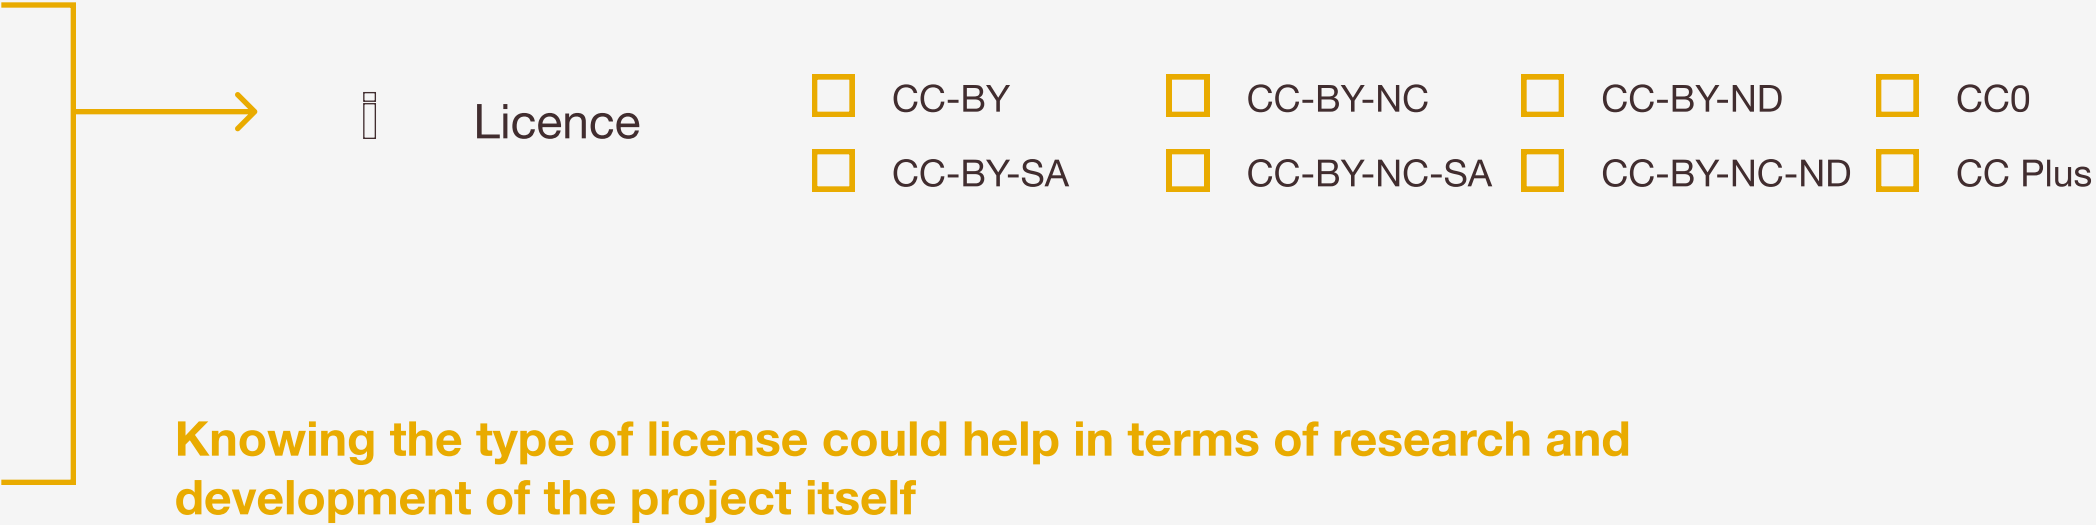 i Licence
CC-BY CC-BY-NC CC-BY-ND CC0
CC-BY-SA CC-BY-NC-SA CC-BY-NC-ND CC Plus
Knowing the type of license could help in terms of research and
development of the project itself